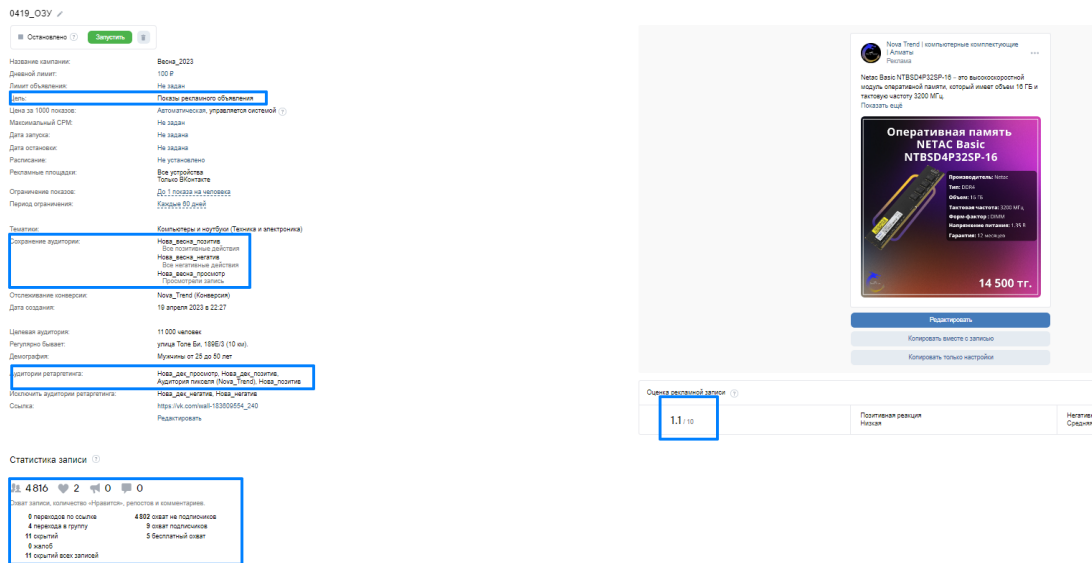 0419_ОЗУ
Остановлено ? Запустить
Название кампании: Весна_2023
Дневной лимит: 100 ₽
Лимит объявления: Не задан
Цель: Показы рекламного объявления
Цена за 1000 показов: Автоматическая, управляется системой ?
Максимальный CPM: Не задан
Дата запуска: Не задана
Дата остановки: Не задана
Расписание: Не установлено
Рекламные площадки: Все устройства
Только ВКонтакте
Ограничение показов: До 1 показа на человека
Период ограничения: Каждые 60 дней
Тематики: Компьютеры и ноутбуки (Техника и электроника)
Сохранение аудитории: Нова_весна_позитив
Все позитивные действия
Нова_весна_негатив
Все негативные действия
Нова_весна_просмотр
Просмотрели запись
Отслеживание конверсии: Nova_Trend (Конверсия)
Дата создания: 19 апреля 2023 в 22:27
Целевая аудитория: 11 000 человек
Регулярно бывает: улица Толе Би, 189Е/3 (10 км).
Демография: Мужчины от 25 до 50 лет
Аудитории ретаргетинга: Нова_дек_просмотр, Нова_дек_позитив,
Аудитория пикселя (Nova_Trend), Нова_позитив
Исключить аудитории ретаргетинга: Нова_дек_негатив, Нова_негатив
Ссылка: https://vk.com/wall-183809554_240
Редактировать
Статистика записи ?
4 816 2 0 0
Охват записи, количество «Нравится», репостов и комментариев.
0 переходов по ссылке 4 802 охват не подписчиков
4 перехода в группу 9 охват подписчиков
11 скрытий 5 бесплатный охват
0 жалоб
11 скрытий всех записей
Nova Trend | компьютерные комплектующие
| Алматы
Реклама
Netac Basic NTBSD4P32SP-16 – это высокоскоростной
модуль оперативной памяти, который имеет объем 16 ГБ и
тактовую частоту 3200 МГц.
Показать ещё
Оперативная память
NETAC Basic
NTBSD4P32SP-16
Производитель: Netac
Тип: DDR4
Объем: 16 ГБ
Тактовая частота: 3200 МГц
Форм-фактор: DIMM
Напряжение питания: 1.35 В
Гарантия: 12 месяцев
14 500 тг.
Редактировать
Копировать вместе с записью
Копировать только настройки
Оценка рекламной записи ?
1.1 / 10
Позитивная реакция
Низкая
Средняя